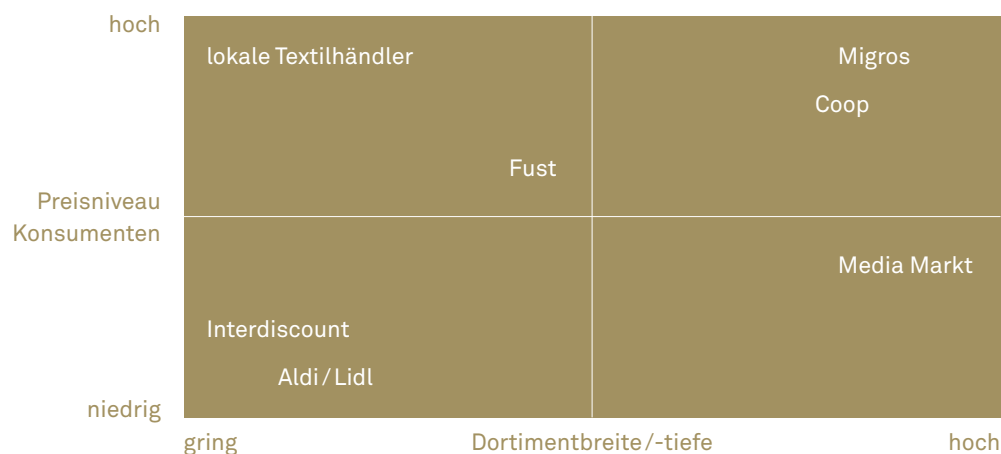 hoch
lokale Textilhändler
Migros
Coop
Fust
Preisniveau
Konsumenten
Media Markt
Interdiscount
Aldi / Lidl
niedrig
gring
Dortimentbreite /-tiefe
hoch